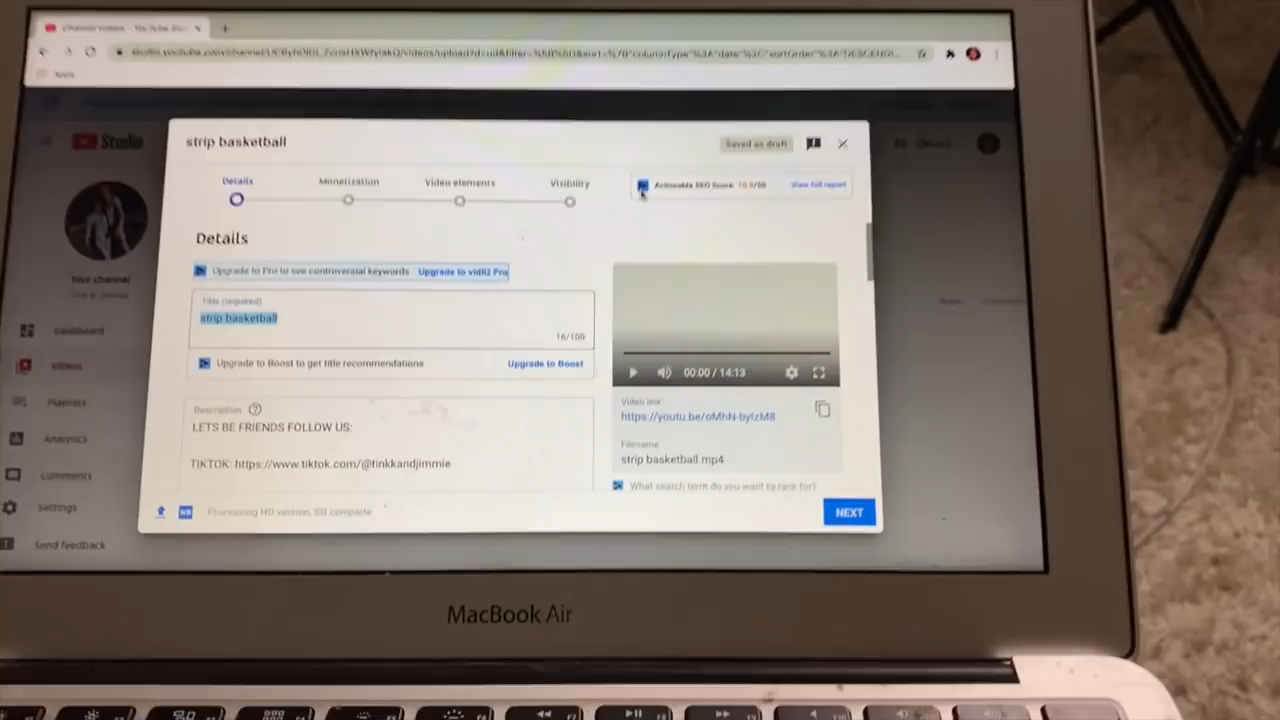 Apps
Studio
strip basketball
Saved as draft
Details
Monetization
Video elements
Visibility
Actionable SEO Score
/50
View full report
Details
Upgrade to Pro to see controversial keywords Upgrade to vidIQ Pro
Title (required)
strip basketball
16/100
Upgrade to Boost to get title recommendations Upgrade to Boost
Description
LETS BE FRIENDS FOLLOW US:
TIKTOK: https://www.tiktok.com/@tinkkandjimmie
00:00 / 14:13
Video link
https://youtu.be/oMhN-byIzM8
Filename
strip basketball.mp4
What search term do you want to rank for?
Processing HD version, SD complete
NEXT
Your channel
Dashboard
Videos
Playlists
Analytics
Comments
Settings
Send feedback
MacBook Air